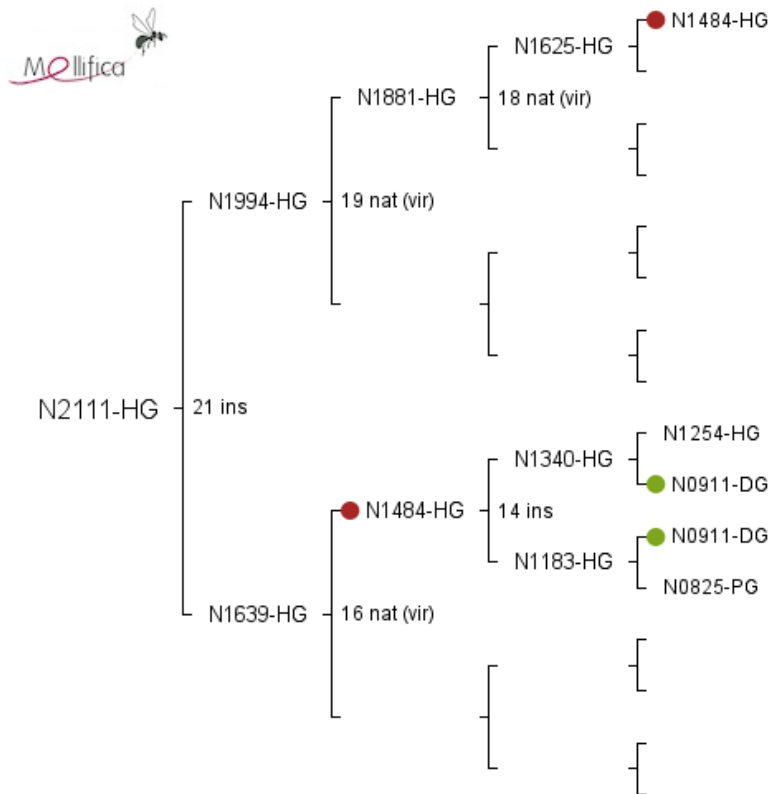 Mellifica
N1484-HG
N1625-HG
N1881-HG
18 nat (vir)
N1994-HG
19 nat (vir)
N2111-HG
21 ins
N1254-HG
N1340-HG
N0911-DG
N1484-HG
14 ins
N0911-DG
N1183-HG
N0825-PG
N1639-HG
16 nat (vir)